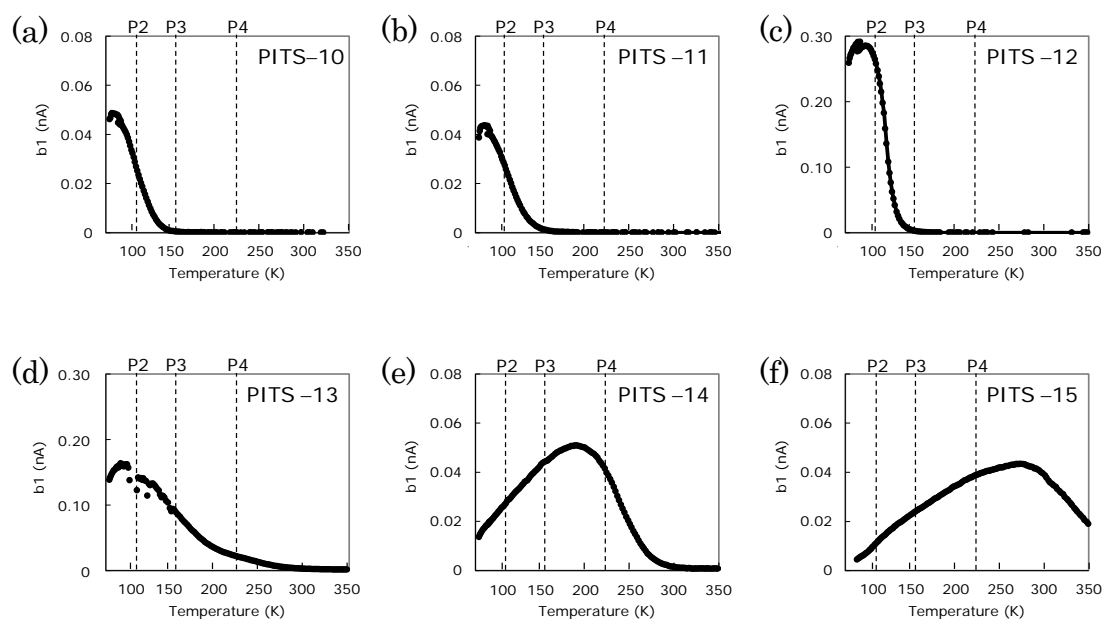 (a)
P2 P3 P4
PITS–10
0.08
0.06
0.04
0.02
0
b1 (nA)
100 150 200 250 300 350
Temperature (K)
(b)
P2 P3 P4
PITS –11
0.08
0.06
0.04
0.02
0
b1 (nA)
100 150 200 250 300 350
Temperature (K)
(c)
P2 P3 P4
PITS –12
0.30
0.20
0.10
0
b1 (nA)
100 150 200 250 300 350
Temperature (K)
(d)
P2 P3 P4
PITS –13
0.30
0.20
0.10
0
b1 (nA)
100 150 200 250 300 350
Temperature (K)
(e)
P2 P3 P4
PITS –14
0.08
0.06
0.04
0.02
0
b1 (nA)
100 150 200 250 300 350
Temperature (K)
(f)
P2 P3 P4
PITS –15
0.08
0.06
0.04
0.02
0
b1 (nA)
100 150 200 250 300 350
Temperature (K)